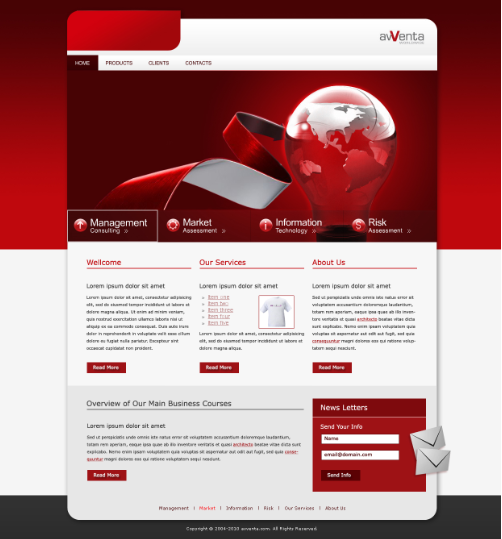 avVenta
HOME PRODUCTS CLIENTS CONTACTS
Management
Consulting »
Market
Assessment »
Information
Technology »
Risk
Assessment »
Wellcome
Lorem ipsum dolor sit amet
Lorem ipsum dolor sit amet, consectetur adipisicing
elit, sed do eiusmod tempor incididunt ut labore et
dolore magna aliqua. Ut enim ad minim veniam,
quis nostrud exercitation ullamco laboris nisi ut
aliquip ex ea commodo consequat. Duis aute irure
dolor in reprehenderit in voluptate velit esse cillum
dolore eu fugiat nulla pariatur. Excepteur sint
occaecat cupidatat non proident.
Read More
Our Services
Lorem ipsum dolor sit amet
Item one
Item two
Item three
Item four
Item five
Lorem ipsum dolor sit amet, consectetur adipisicing elit,
sed do eiusmod tempor incididunt ut labore et
dolore magna aliqua.
Read More
About Us
Lorem ipsum dolor sit amet
Sed ut perspiciatis unde omnis iste natus error sit
voluptatem accusantium doloremque laudantium,
totam rem aperiam, eaque ipsa quae ab illo inventore
veritatis et quasi architecto beatae vitae dicta
sunt explicabo. Nemo enim ipsam voluptatem quia
voluptas sit aspernatur aut odit aut fugit, sed quia
consequuntur magni dolores eos qui ratione volup-
tatem sequi nesciunt.
Read More
Overview of Our Main Business Cources
Lorem ipsum dolor sit amet
Sed ut perspiciatis unde omnis iste natus error sit voluptatem accusantium doloremque laudantium,
totam rem aperiam, eaque ipsa quae ab illo inventore veritatis et quasi architecto beatae vitae dicta sunt
explicabo. Nemo enim ipsam voluptatem quia voluptas sit aspernatur aut odit aut fugit, sed quia conse-
quuntur magni dolores eos qui ratione voluptatem sequi nesciunt.
Read More
News Letters
Send Your Info
Name
email@domain.com
Send Info
Management | Market | Information | Risk | Our Services | About Us
Copyright © 2004-2010 avventa.com. All Rights Reserved